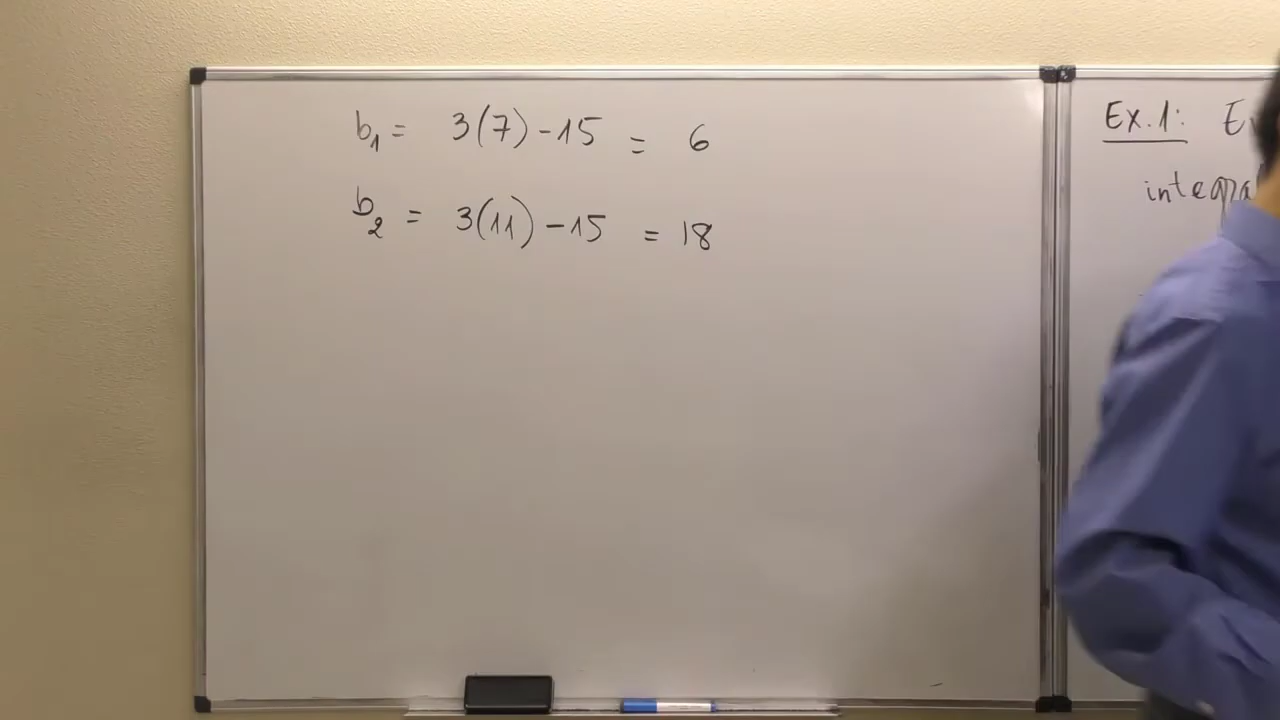 b₁ = 3(7) - 15 = 6
b₂ = 3(11) - 15 = 18
Ex.1: